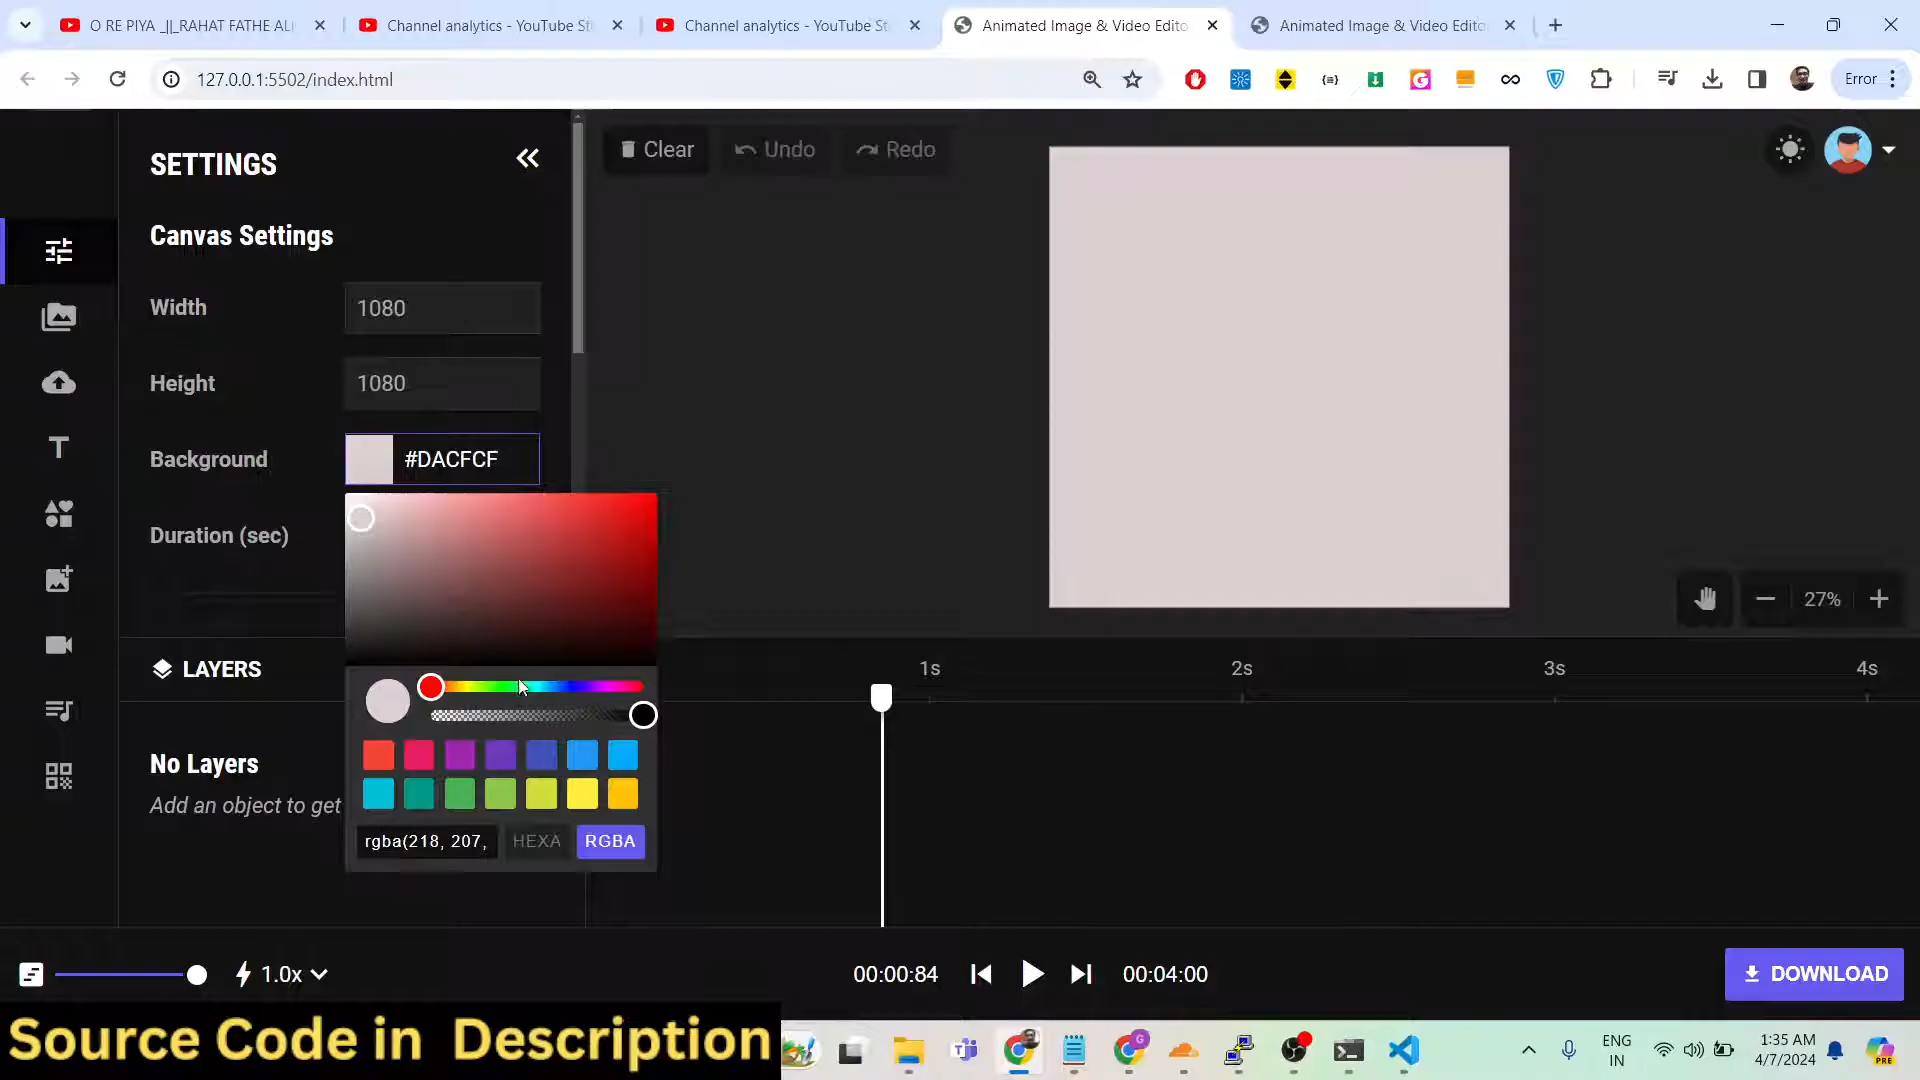 O RE PIYA _||_RAHAT FATHE ALI
Channel analytics - YouTube St
Channel analytics - YouTube St
Animated Image & Video Edito
Animated Image & Video Edito
127.0.0.1:5502/index.html
Error
SETTINGS
Clear
Undo
Redo
Canvas Settings
Width
1080
Height
1080
Background
#DACFCF
Duration (sec)
27%
LAYERS
1s
2s
3s
4s
No Layers
Add an object to get
rgba(218, 207,
HEXA
RGBA
1.0x
00:00:84
00:04:00
DOWNLOAD
Source Code in Description
ENG
IN
1:35 AM
4/7/2024
PRE